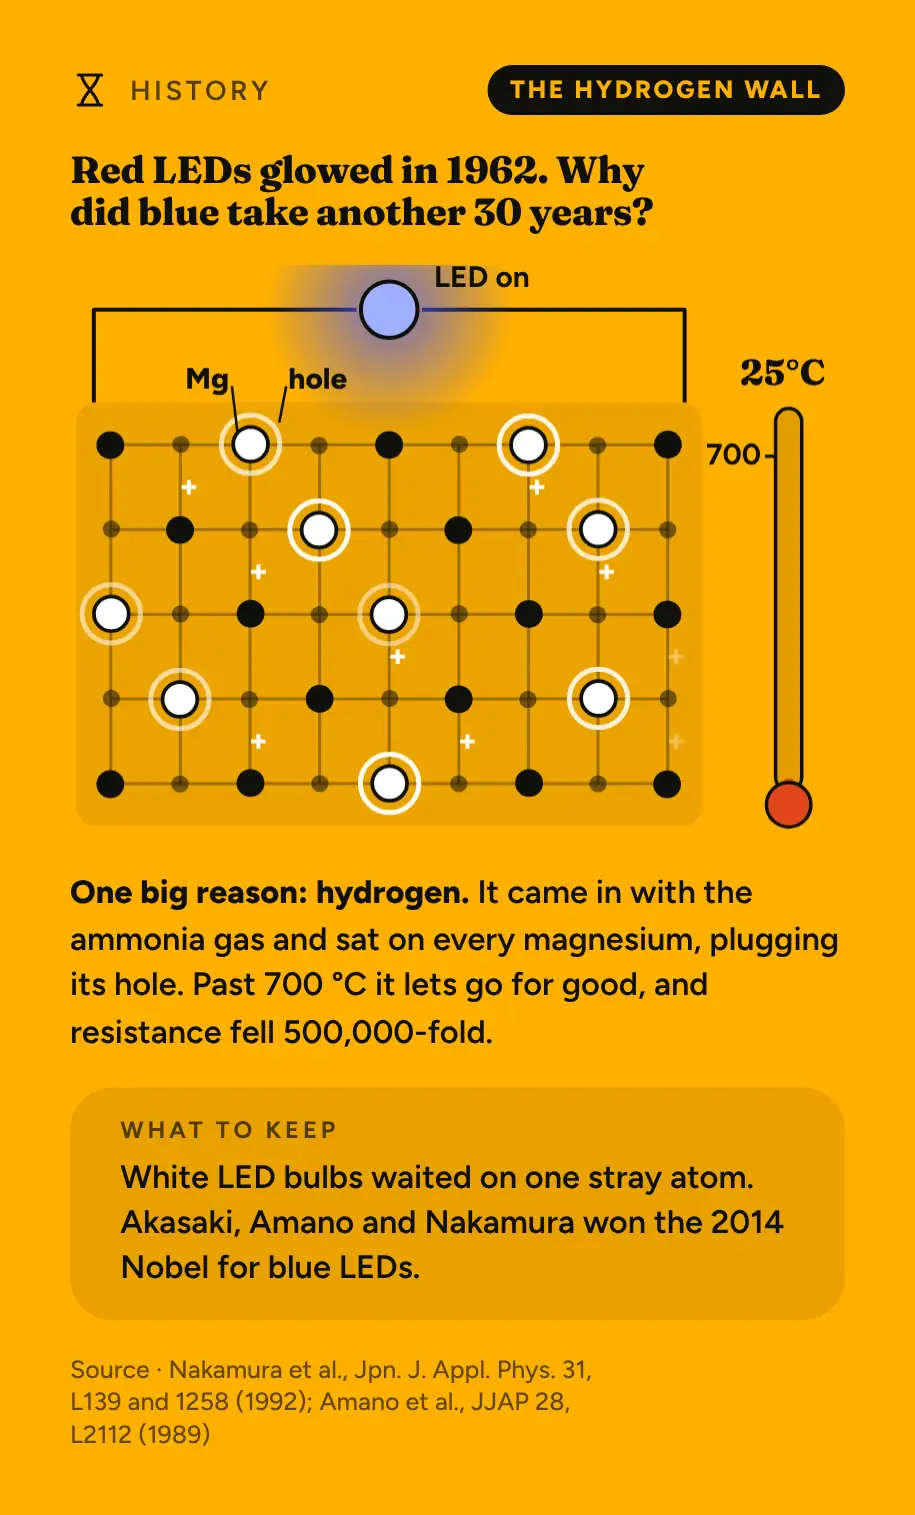 HISTORY
THE HYDROGEN WALL
Red LEDs glowed in 1962. Why
did blue take another 30 years?
LED on
Mg
hole
25°C
700
One big reason: hydrogen. It came in with the
ammonia gas and sat on every magnesium, plugging
its hole. Past 700 °C it lets go for good, and
resistance fell 500,000-fold.
WHAT TO KEEP
White LED bulbs waited on one stray atom.
Akasaki, Amano and Nakamura won the 2014
Nobel for blue LEDs.
Source · Nakamura et al., Jpn. J. Appl. Phys. 31,
L139 and 1258 (1992); Amano et al., JJAP 28,
L2112 (1989)